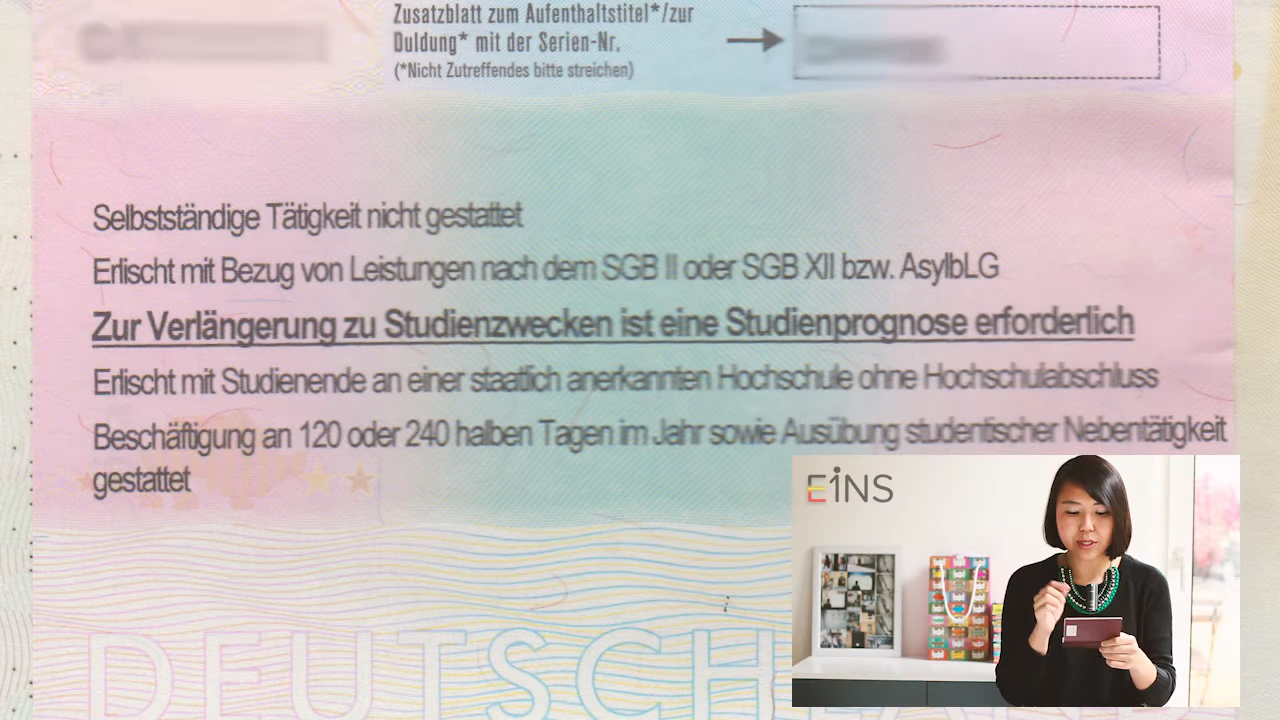 Zusatzblatt zum Aufenthaltstitel*/zur
Duldung* mit der Serien-Nr.
(*Nicht Zutreffendes bitte streichen)
Selbstständige Tätigkeit nicht gestattet
Erlischt mit Bezug von Leistungen nach dem SGB II oder SGB XII bzw. AsylbLG
Zur Verlängerung zu Studienzwecken ist eine Studienprognose erforderlich
Erlischt mit Studienende an einer staatlich anerkannten Hochschule ohne Hochschulabschluss
Beschäftigung an 120 oder 240 halben Tagen im Jahr sowie Ausübung studentischer Nebentätigkeit
gestattet
EiNS
DEUTSCH